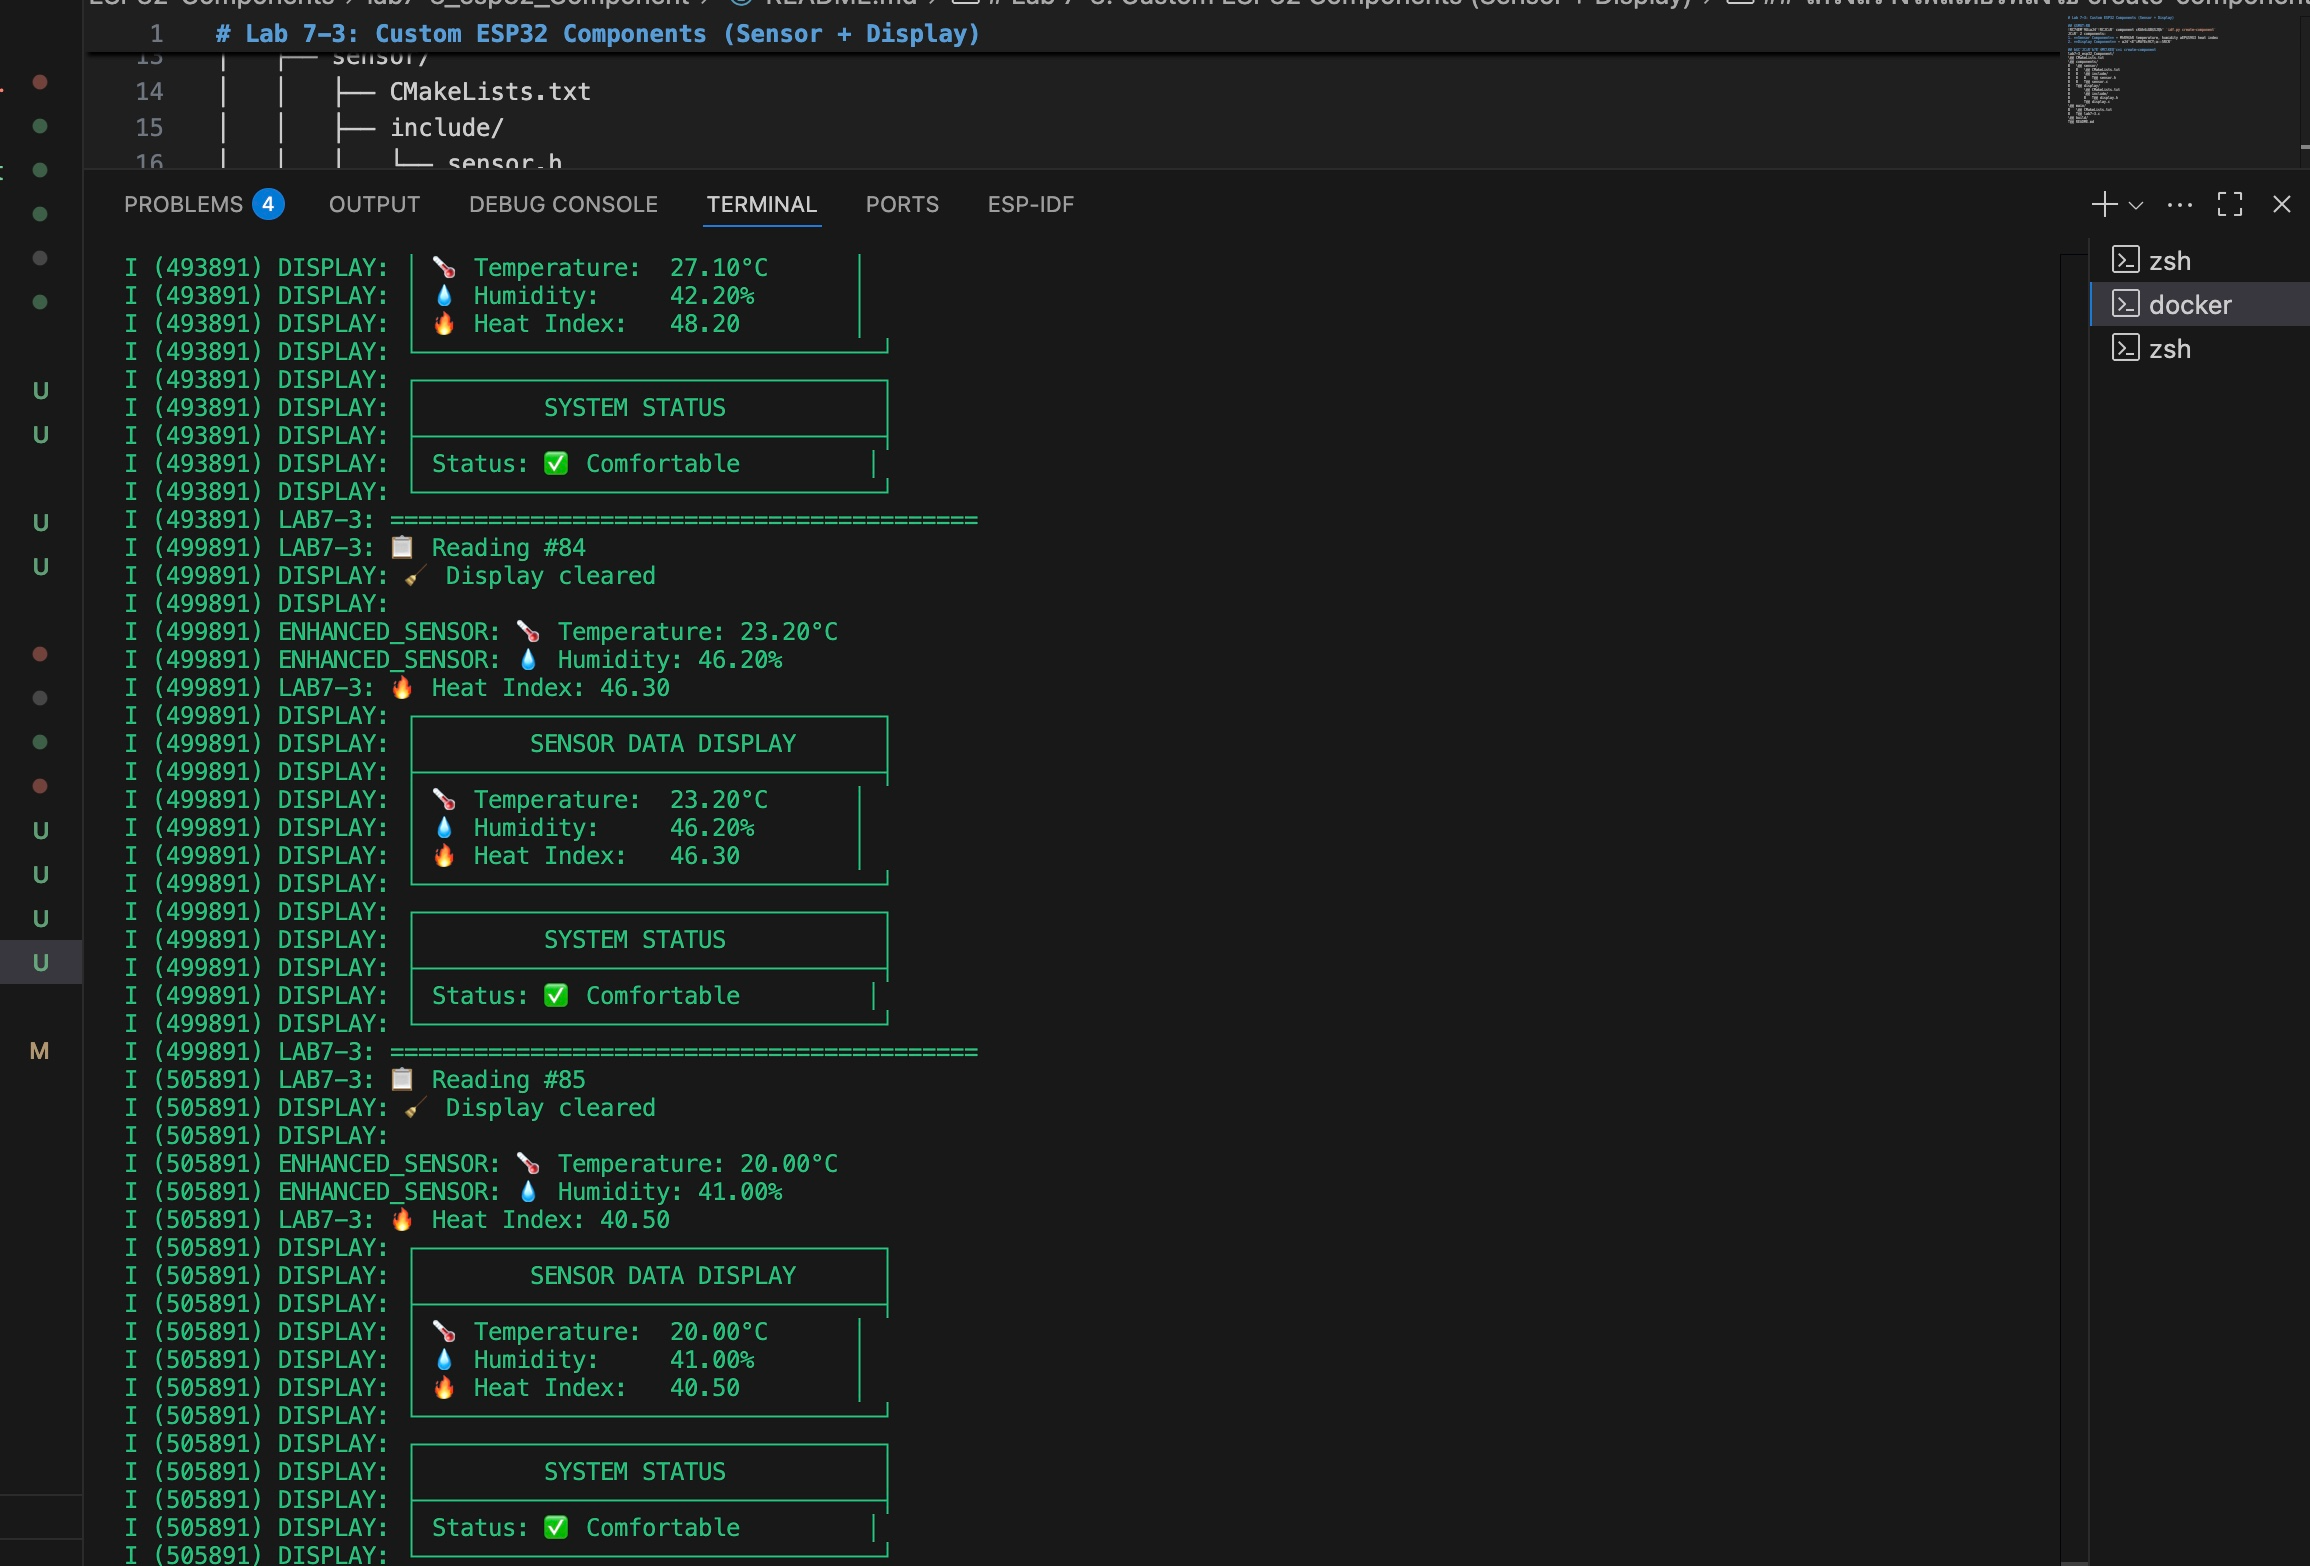 1 # Lab 7-3: Custom ESP32 Components (Sensor + Display)
13 │ ├── sensor/
14 │ │ ├── CMakeLists.txt
15 │ │ ├── include/
16 │ │ │ └── sensor.h
PROBLEMS 4 OUTPUT DEBUG CONSOLE TERMINAL PORTS ESP-IDF
zsh
docker
zsh
I (493891) DISPLAY: │ 🌡️ Temperature: 27.10°C │
I (493891) DISPLAY: │ 💧 Humidity: 42.20% │
I (493891) DISPLAY: │ 🔥 Heat Index: 48.20 │
I (493891) DISPLAY: └─────────────────────────────────┘
I (493891) DISPLAY: ┌─────────────────────────────────┐
I (493891) DISPLAY: │ SYSTEM STATUS │
I (493891) DISPLAY: ├─────────────────────────────────┤
I (493891) DISPLAY: │ Status: ✅ Comfortable │
I (493891) DISPLAY: └─────────────────────────────────┘
I (493891) LAB7-3: ==========================================
I (499891) LAB7-3: 📋 Reading #84
I (499891) DISPLAY: 🧹 Display cleared
I (499891) DISPLAY:
I (499891) ENHANCED_SENSOR: 🌡️ Temperature: 23.20°C
I (499891) ENHANCED_SENSOR: 💧 Humidity: 46.20%
I (499891) LAB7-3: 🔥 Heat Index: 46.30
I (499891) DISPLAY: ┌─────────────────────────────────┐
I (499891) DISPLAY: │ SENSOR DATA DISPLAY │
I (499891) DISPLAY: ├─────────────────────────────────┤
I (499891) DISPLAY: │ 🌡️ Temperature: 23.20°C │
I (499891) DISPLAY: │ 💧 Humidity: 46.20% │
I (499891) DISPLAY: │ 🔥 Heat Index: 46.30 │
I (499891) DISPLAY: └─────────────────────────────────┘
I (499891) DISPLAY: ┌─────────────────────────────────┐
I (499891) DISPLAY: │ SYSTEM STATUS │
I (499891) DISPLAY: ├─────────────────────────────────┤
I (499891) DISPLAY: │ Status: ✅ Comfortable │
I (499891) DISPLAY: └─────────────────────────────────┘
I (499891) LAB7-3: ==========================================
I (505891) LAB7-3: 📋 Reading #85
I (505891) DISPLAY: 🧹 Display cleared
I (505891) DISPLAY:
I (505891) ENHANCED_SENSOR: 🌡️ Temperature: 20.00°C
I (505891) ENHANCED_SENSOR: 💧 Humidity: 41.00%
I (505891) LAB7-3: 🔥 Heat Index: 40.50
I (505891) DISPLAY: ┌─────────────────────────────────┐
I (505891) DISPLAY: │ SENSOR DATA DISPLAY │
I (505891) DISPLAY: ├─────────────────────────────────┤
I (505891) DISPLAY: │ 🌡️ Temperature: 20.00°C │
I (505891) DISPLAY: │ 💧 Humidity: 41.00% │
I (505891) DISPLAY: │ 🔥 Heat Index: 40.50 │
I (505891) DISPLAY: └─────────────────────────────────┘
I (505891) DISPLAY: ┌─────────────────────────────────┐
I (505891) DISPLAY: │ SYSTEM STATUS │
I (505891) DISPLAY: ├─────────────────────────────────┤
I (505891) DISPLAY: │ Status: ✅ Comfortable │
I (505891) DISPLAY: └─────────────────────────────────┘
U
U
U
U
U
U
U
U
M